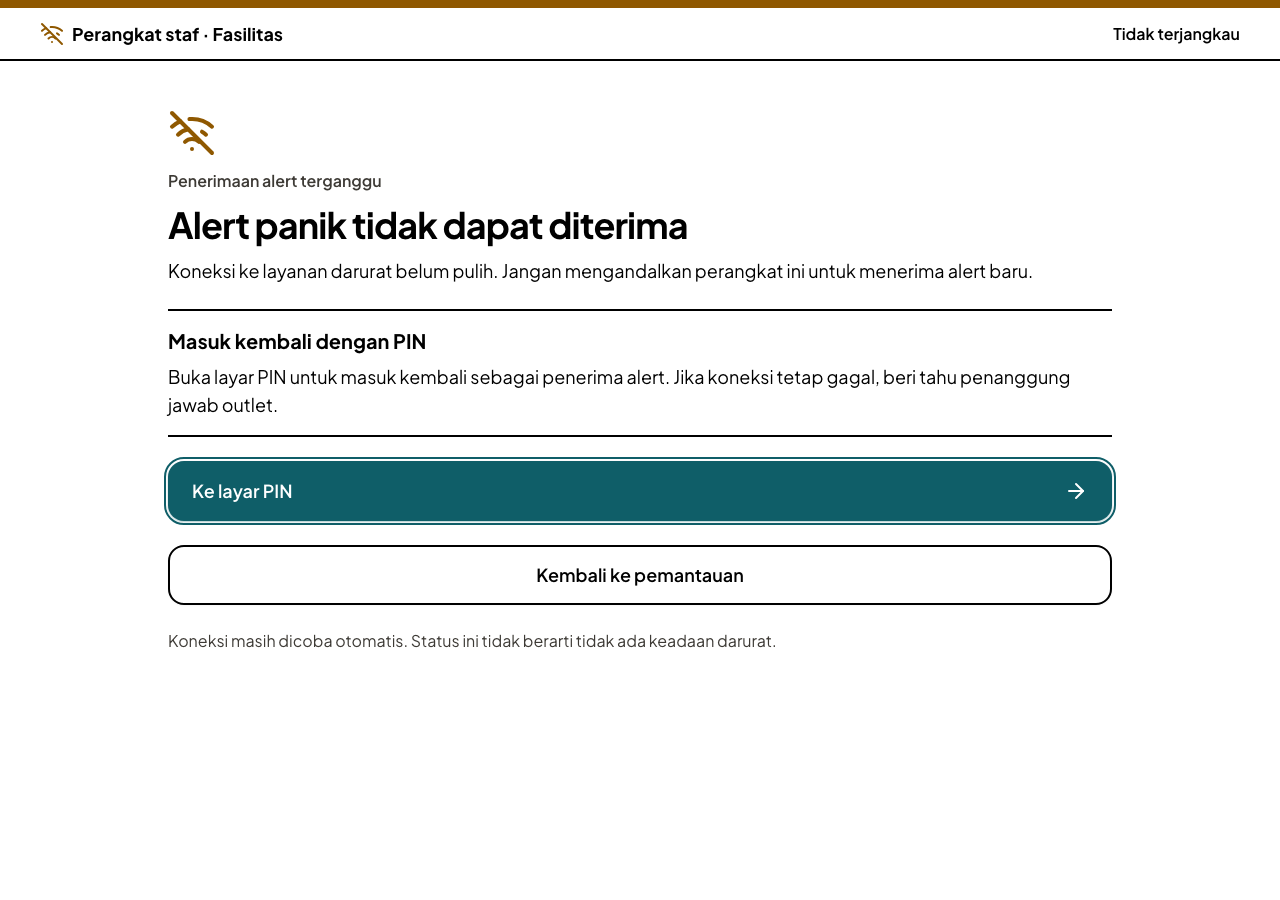 Perangkat staf · Fasilitas
Tidak terjangkau
Penerimaan alert terganggu
Alert panik tidak dapat diterima
Koneksi ke layanan darurat belum pulih. Jangan mengandalkan perangkat ini untuk menerima alert baru.
Masuk kembali dengan PIN
Buka layar PIN untuk masuk kembali sebagai penerima alert. Jika koneksi tetap gagal, beri tahu penanggung
jawab outlet.
Ke layar PIN
Kembali ke pemantauan
Koneksi masih dicoba otomatis. Status ini tidak berarti tidak ada keadaan darurat.